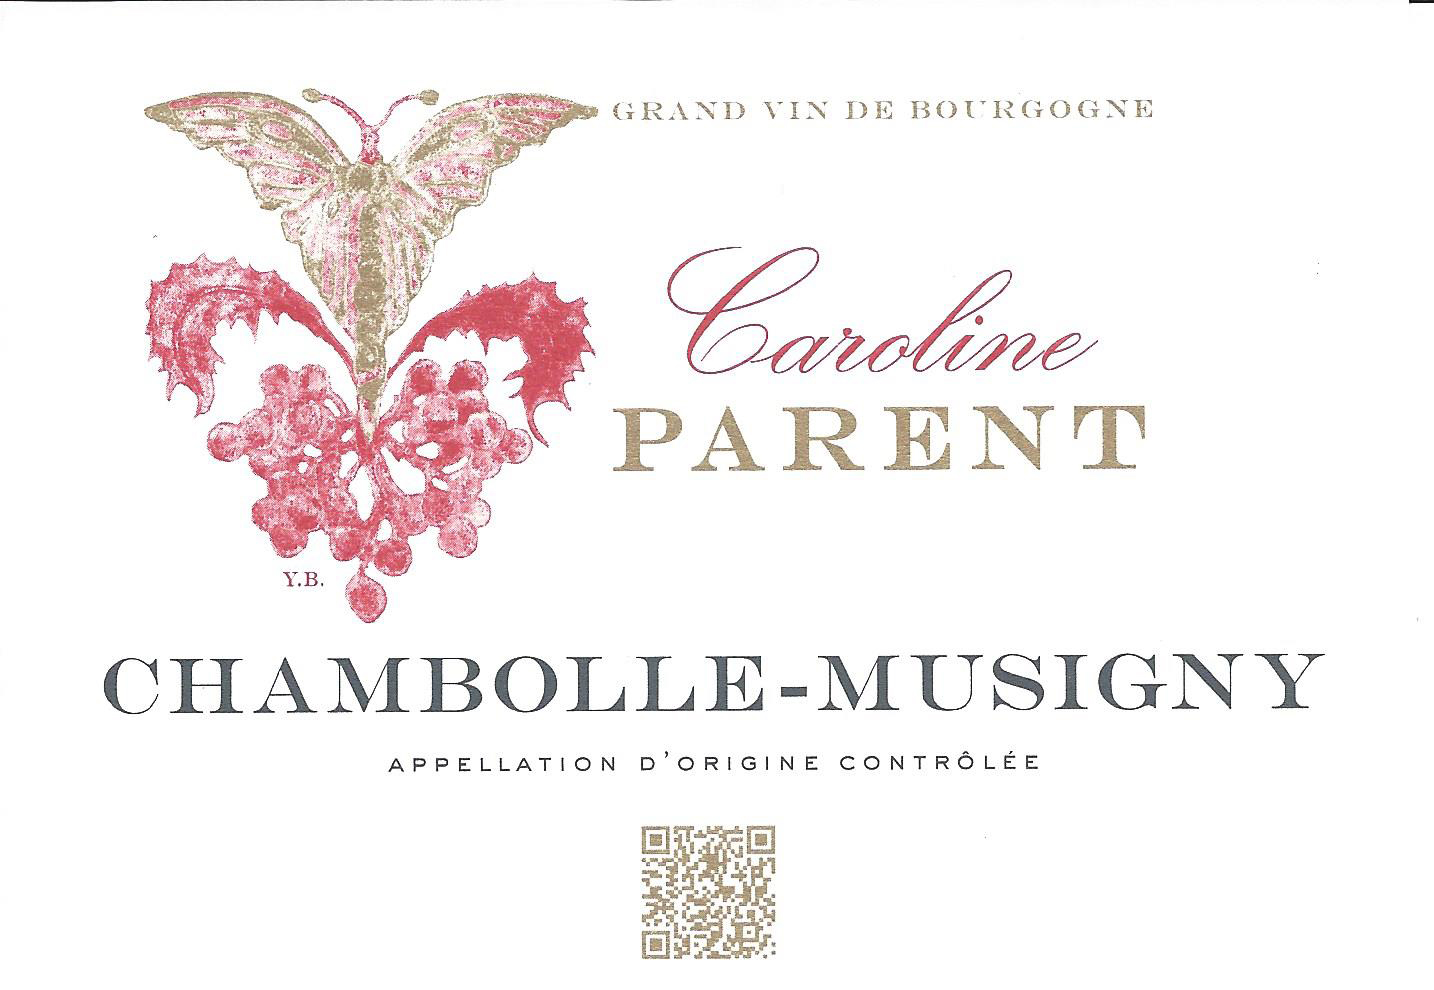 GRAND VIN DE BOURGOGNE
Caroline
PARENT
Y.B.
CHAMBOLLE-MUSIGNY
APPELLATION D'ORIGINE CONTRÔLÉE